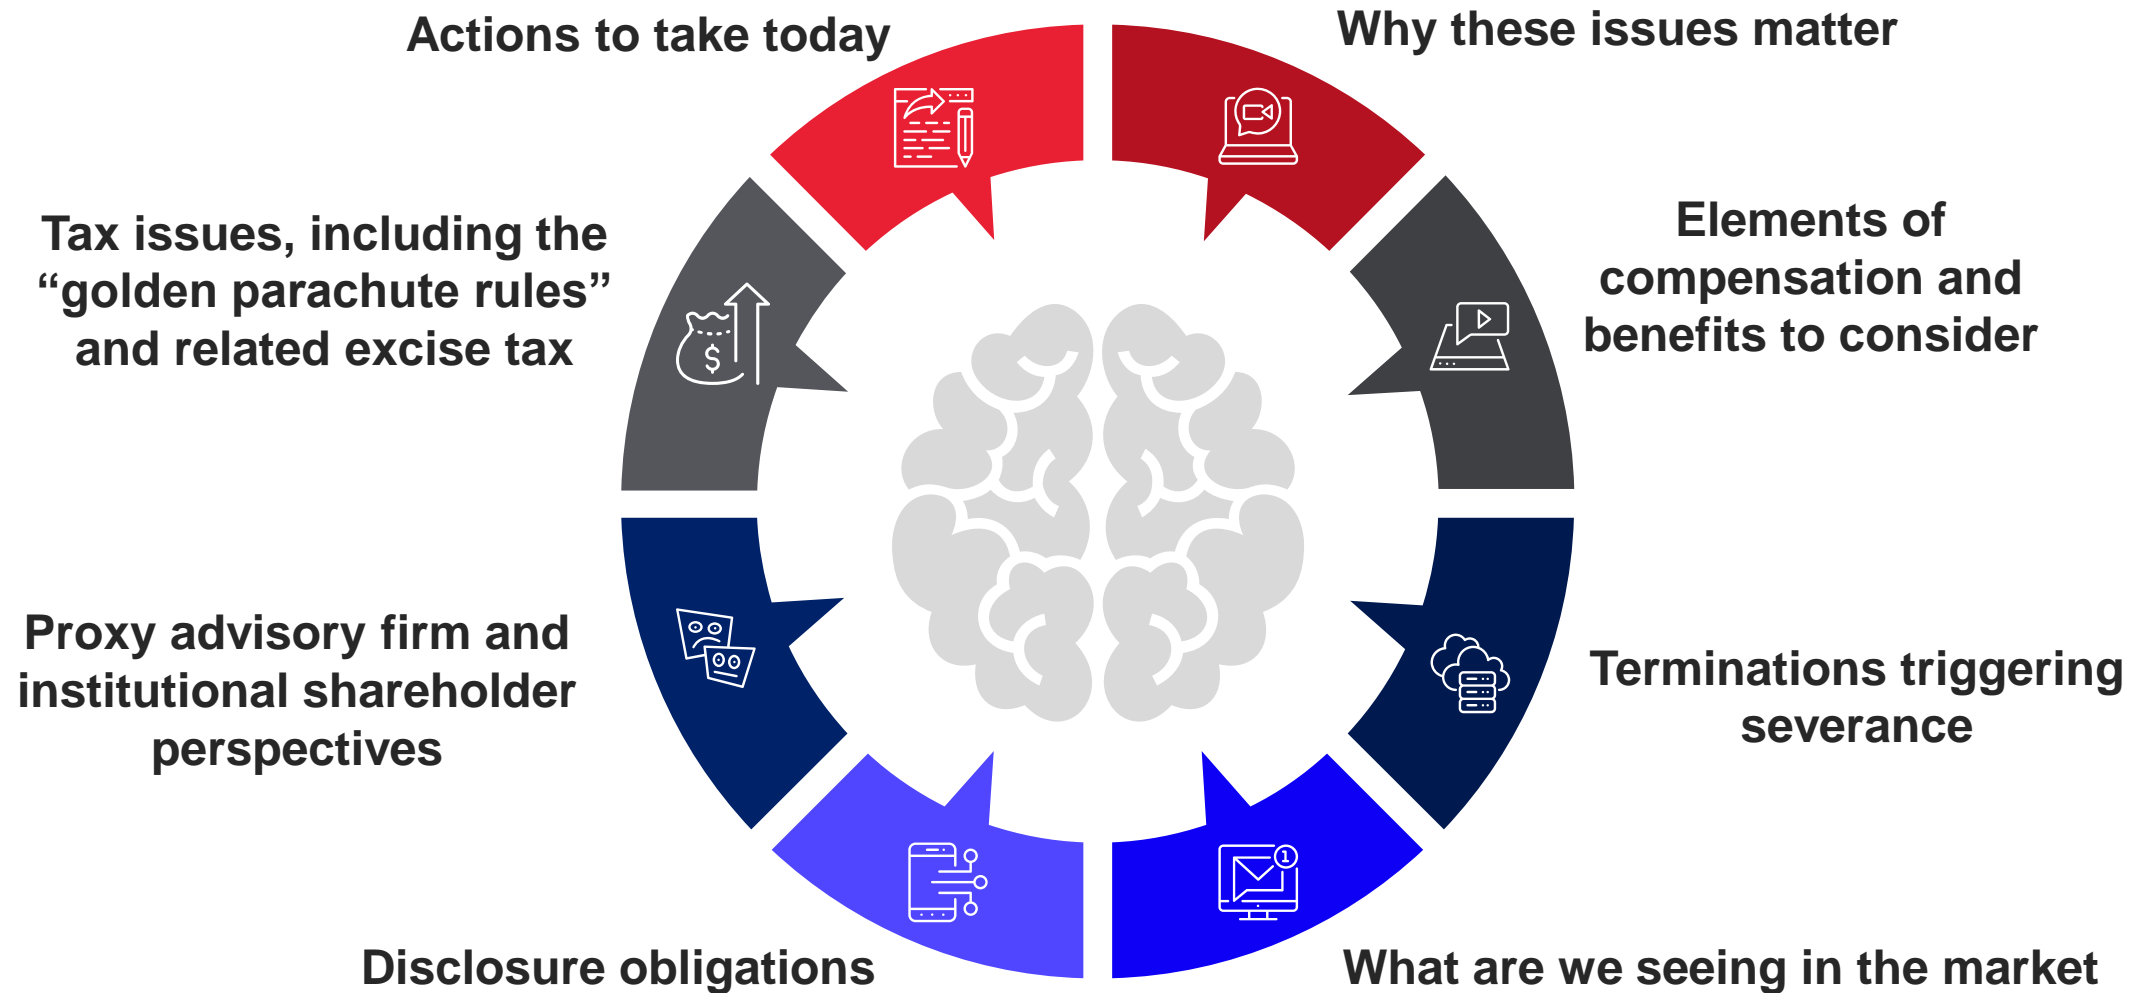 Actions to take today
Why these issues matter
Elements of
compensation and
benefits to consider
Terminations triggering
severance
What are we seeing in the market
Disclosure obligations
Proxy advisory firm and
institutional shareholder
perspectives
Tax issues, including the
“golden parachute rules”
and related excise tax
$
1